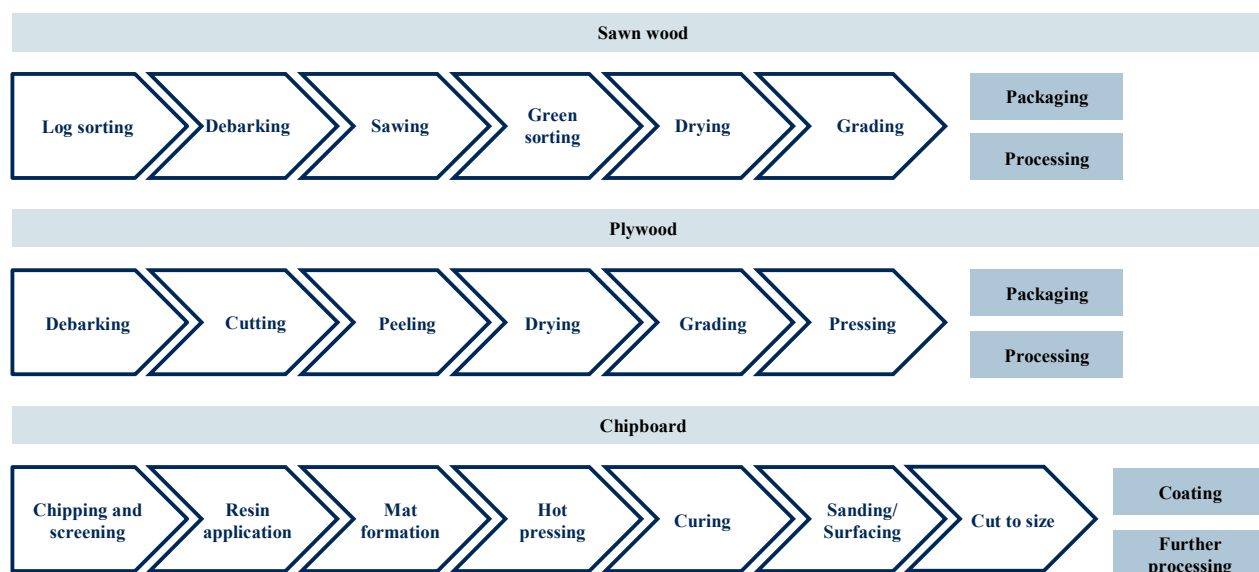 Sawn wood
Log sorting
Debarking
Sawing
Green
sorting
Drying
Grading
Packaging
Processing
Plywood
Debarking
Cutting
Peeling
Drying
Grading
Pressing
Packaging
Processing
Chipboard
Chipping and
screening
Resin
application
Mat
formation
Hot
pressing
Curing
Sanding/
Surfacing
Cut to size
Coating
Further
processing